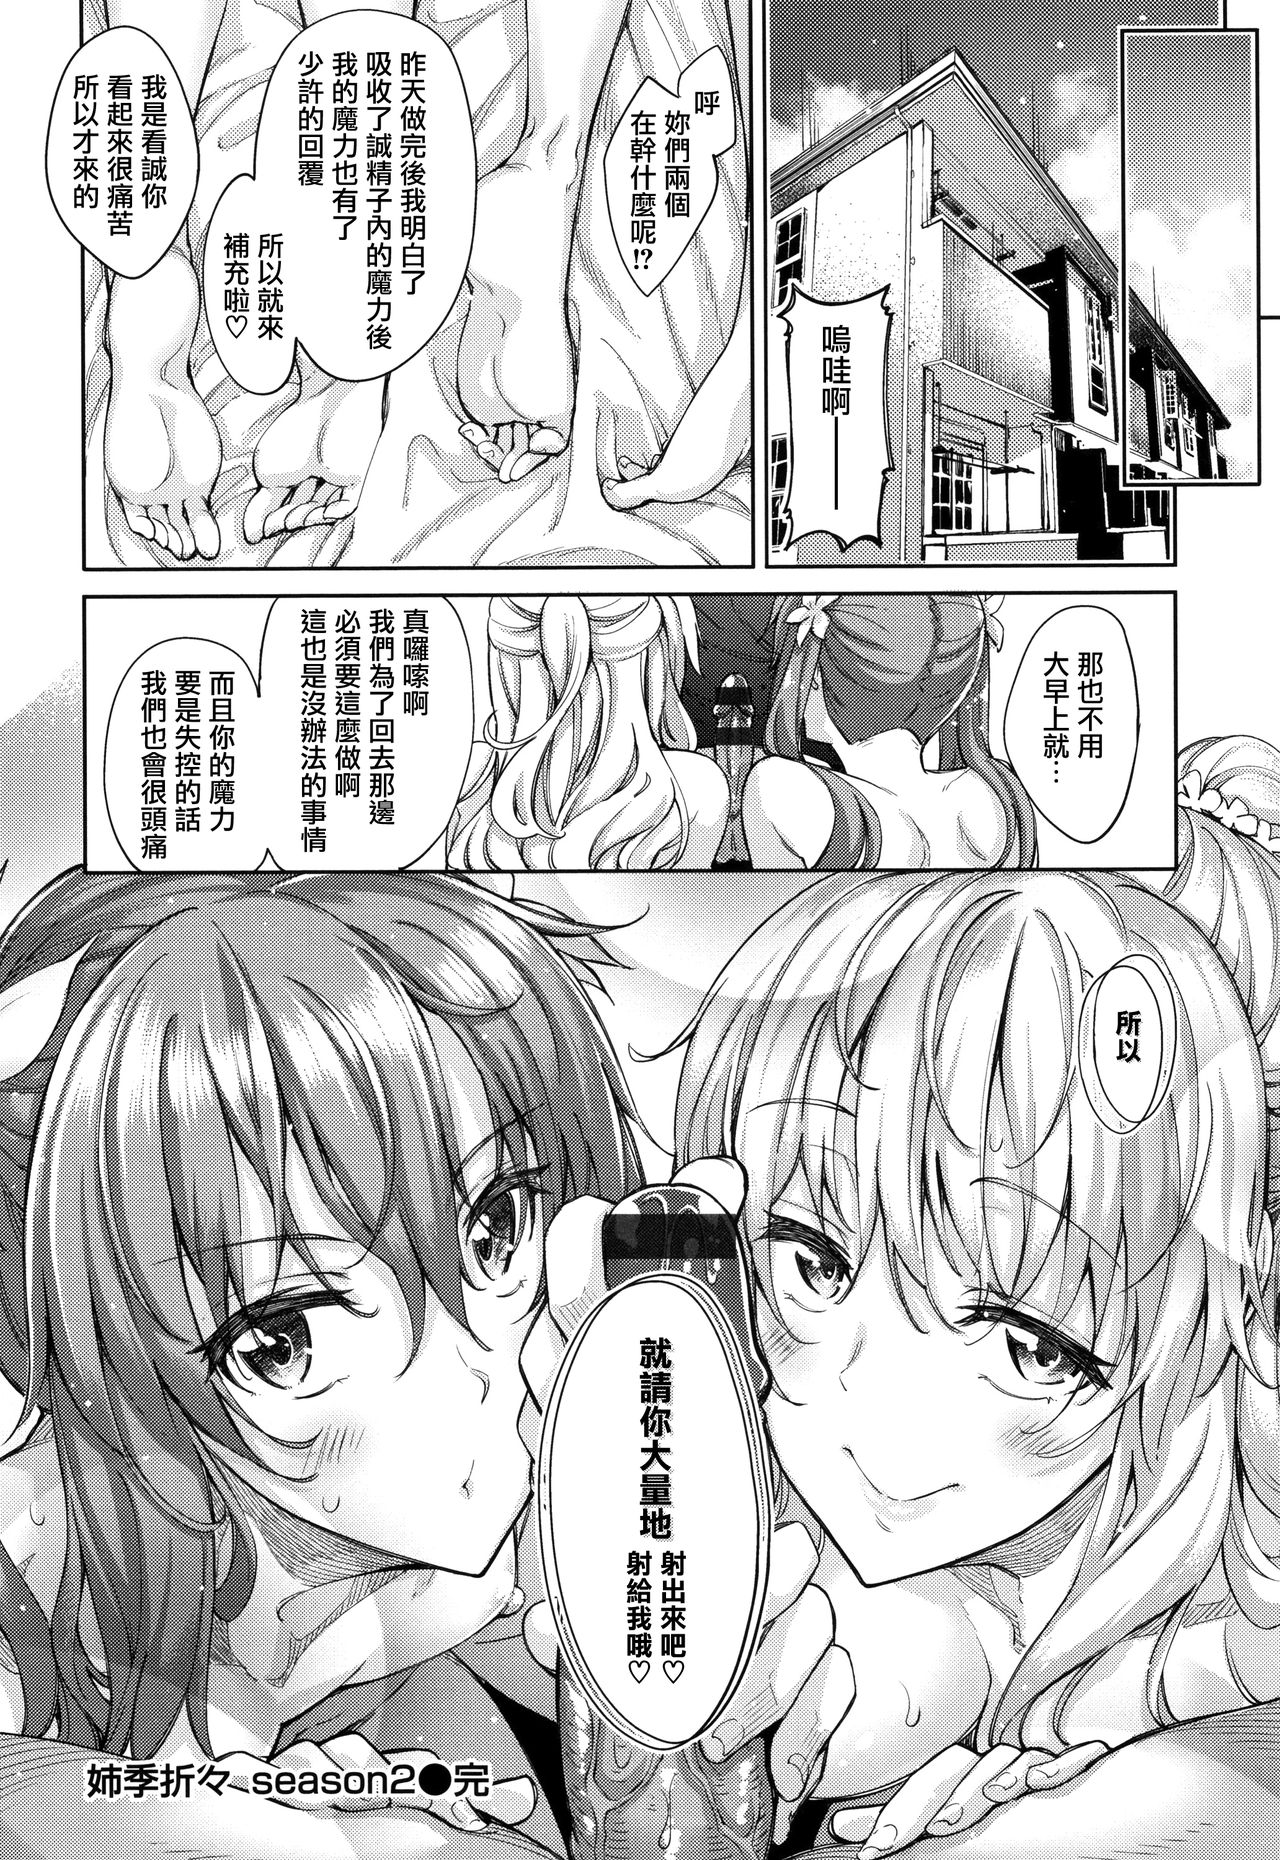 嗚哇啊——
呼
妳們兩個
在幹什麼呢!?
昨天做完後我明白了
吸收了誠精子內的魔力後
我的魔力也有了
少許的回覆
所以就來
補充啦♡
我是看誠你
看起來很痛苦
所以才來的
那也不用
大早上就…
真囉嗦啊
我們為了回去那邊
必須要這麼做啊
這也是沒辦法的事情
而且你的魔力
要是失控的話
我們也會很頭痛
所以
就請你大量地
射出來吧♡
射給我哦♡
姉季折々 season2●完